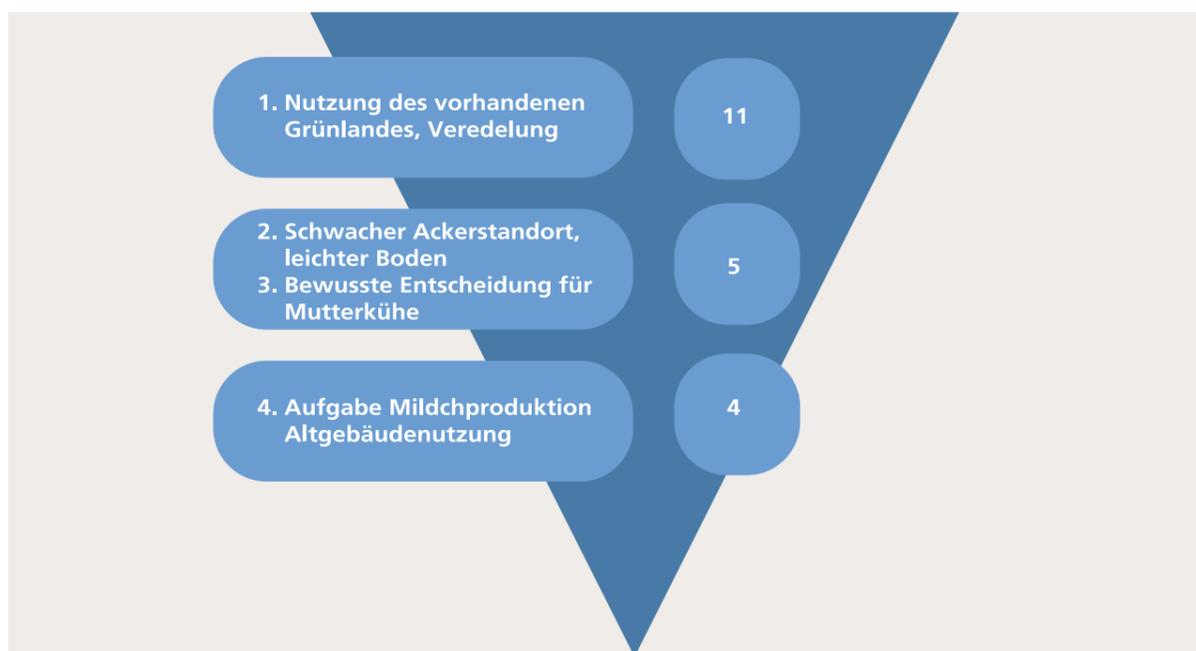 1. Nutzung des vorhandenen
Grünlandes, Veredelung
11
2. Schwacher Ackerstandort,
leichter Boden
3. Bewusste Entscheidung für
Mutterkühe
5
4. Aufgabe Mildchproduktion
Altgebäudenutzung
4